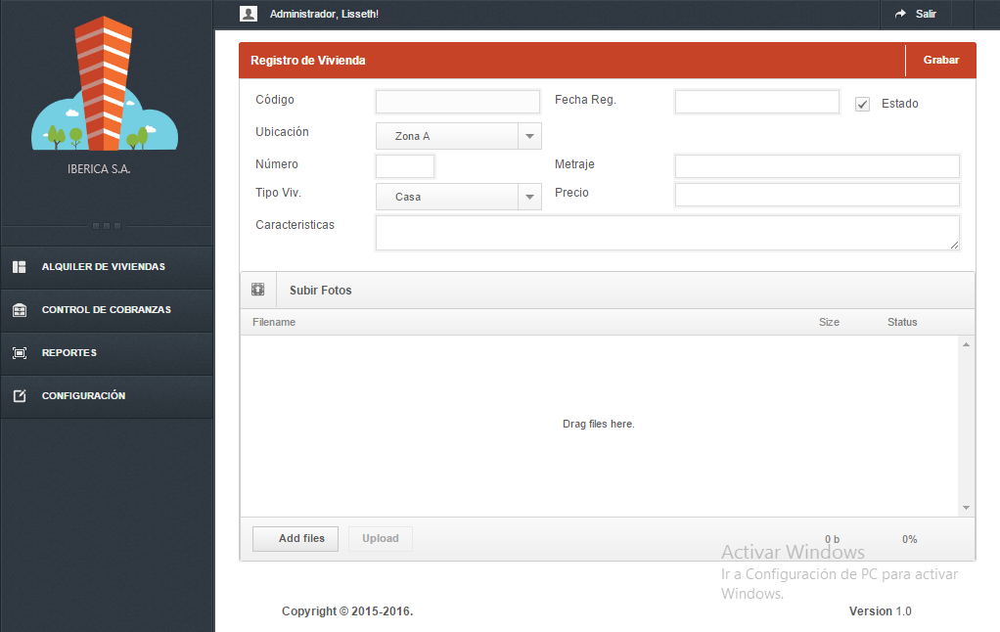 Administrador, Lisseth!
Salir
IBERICA S.A.
ALQUILER DE VIVIENDAS
CONTROL DE COBRANZAS
REPORTES
CONFIGURACIÓN
Registro de Vivienda
Grabar
Código
Fecha Reg.
Estado
Ubicación
Zona A
Número
Metraje
Tipo Viv.
Casa
Precio
Caracteristicas
Subir Fotos
Filename
Size
Status
Drag files here.
Add files
Upload
0 b
0%
Activar Windows
Ir a Configuración de PC para activar
Windows.
Copyright © 2015-2016.
Version 1.0